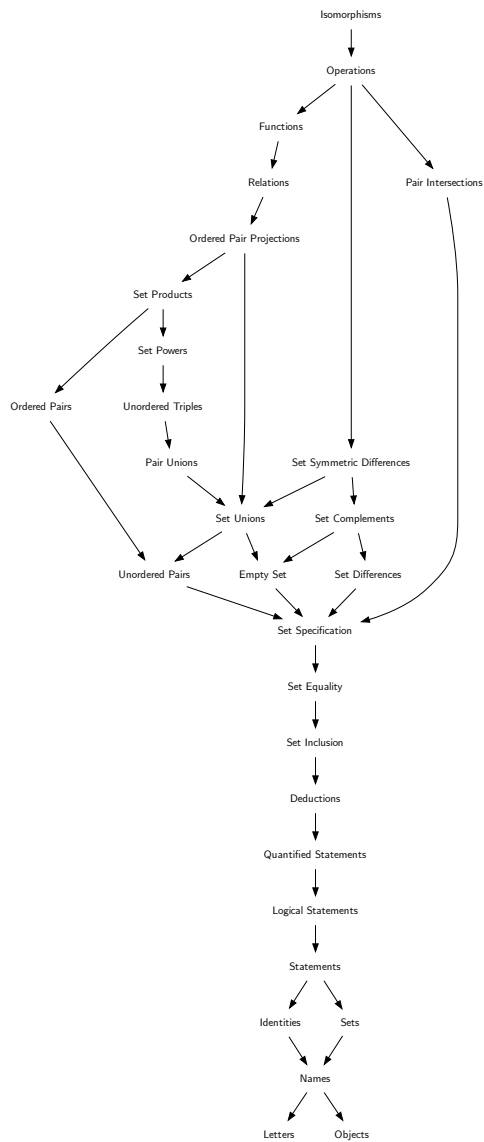 Isomorphisms
Operations
Functions
Relations
Pair Intersections
Ordered Pair Projections
Set Products
Set Powers
Ordered Pairs
Unordered Triples
Pair Unions
Set Symmetric Differences
Set Unions
Set Complements
Unordered Pairs
Empty Set
Set Differences
Set Specification
Set Equality
Set Inclusion
Deductions
Quantified Statements
Logical Statements
Statements
Identities
Sets
Names
Letters
Objects